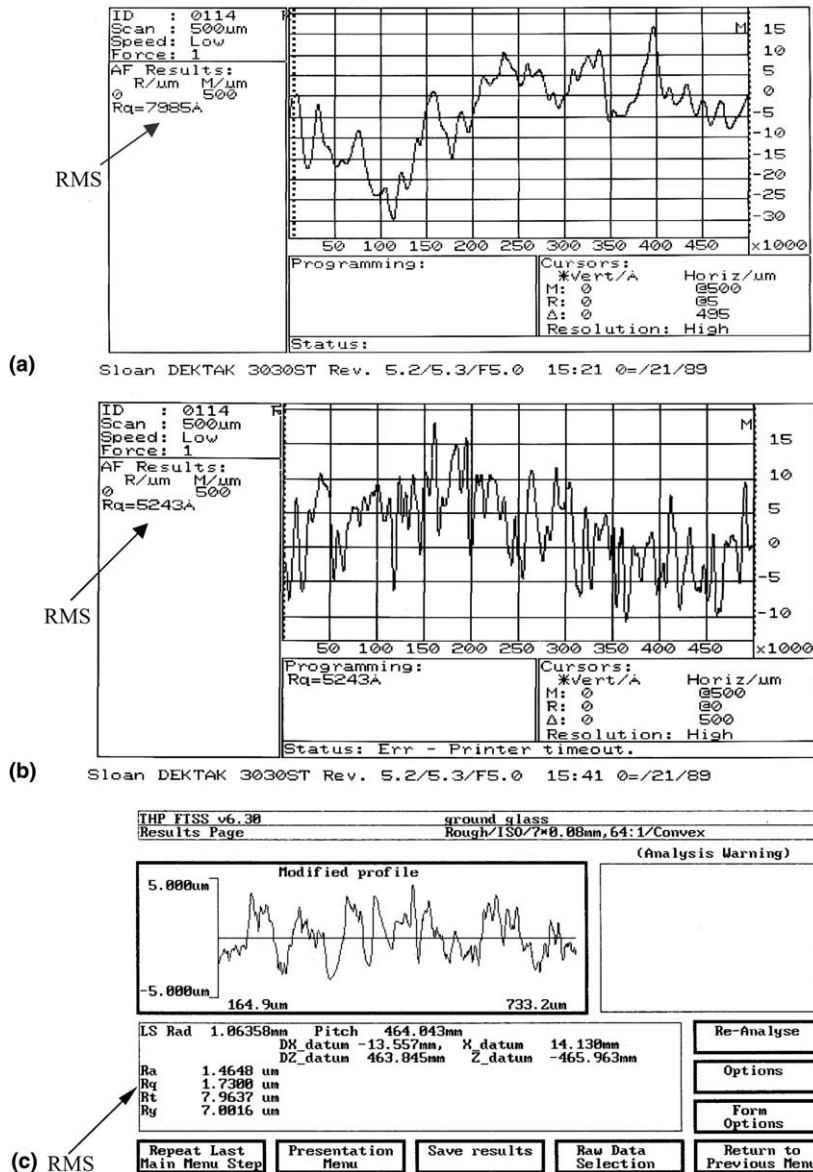 ID : 0114
Scan : 500µm
Speed: Low
Force: 1
AF Results:
R/µm M/µm
0 500
Rq=7985Å
RMS
M
15
10
5
0
-5
-10
-15
-20
-25
-30
50 100 150 200 250 300 350 400 450 x1000
Programming:
Cursors:
*Vert/Å Horiz/µm
M: 0 @500
R: 0 @5
Δ: 0 495
Resolution: High
Status:
(a)
Sloan DEKTAK 3030ST Rev. 5.2/5.3/F5.0 15:21 0=/21/89
ID : 0114
Scan : 500µm
Speed: Low
Force: 1
AF Results:
R/µm M/µm
0 500
Rq=5243Å
RMS
M
15
10
5
0
-5
-10
50 100 150 200 250 300 350 400 450 x1000
Programming:
Rq=5243Å
Cursors:
*Vert/Å Horiz/µm
M: 0 @500
R: 0 @0
Δ: 0 500
Resolution: High
Status: Err - Printer timeout.
(b)
Sloan DEKTAK 3030ST Rev. 5.2/5.3/F5.0 15:41 0=/21/89
THP FTSS v6.30 ground glass
Results Page Rough/ISO/7*0.08mm,64:1/Convex
(Analysis Warning)
Modified profile
5.000um
-5.000um
164.9um 733.2um
LS Rad 1.06358mm Pitch 464.043mm
DX_datum -13.557mm, X_datum 14.130mm
DZ_datum 463.845mm Z_datum -465.963mm
Ra 1.4648 um
Rq 1.7300 um
Rt 7.9637 um
Ry 7.0016 um
Re-Analyse
Options
Form Options
(c) RMS
Repeat Last Main Menu Step
Presentation Menu
Save results
Raw Data Selection
Return to Previous Menu